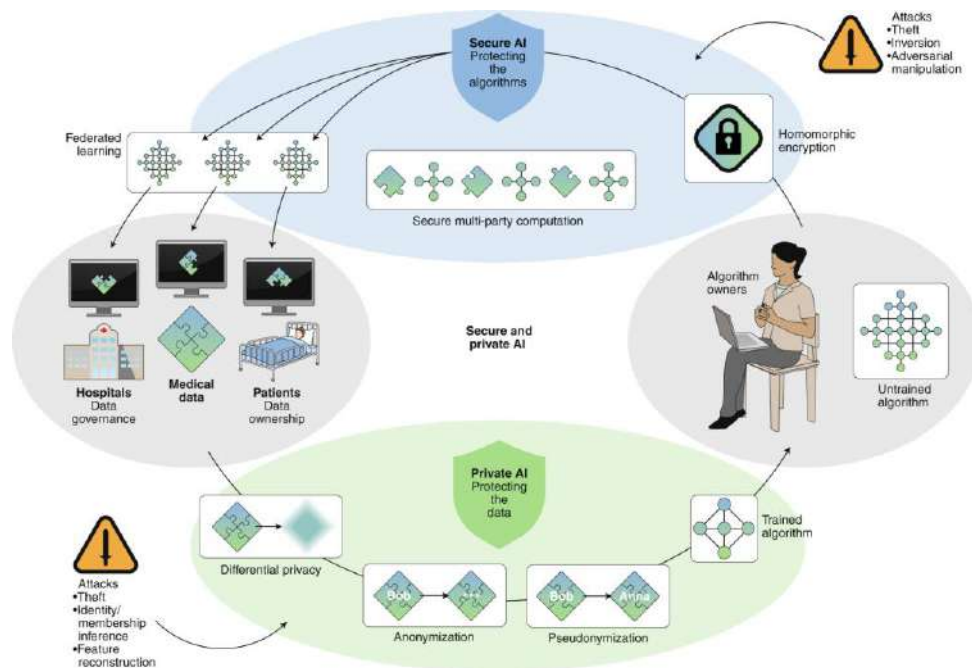 Secure AI
Protecting
the
algorithms
Attacks
•Theft
•Inversion
•Adversarial
manipulation
Federated
learning
Homomorphic
encryption
Secure multi-party computation
Algorithm
owners
Secure and
private AI
Untrained
algorithm
Hospitals
Data
governance
Medical
data
Patients
Data
ownership
Private AI
Protecting
the
data
Trained
algorithm
Differential privacy
Attacks
•Theft
•Identity/
membership
inference
•Feature
reconstruction
Bob
***
Anonymization
Bob
Anna
Pseudonymization